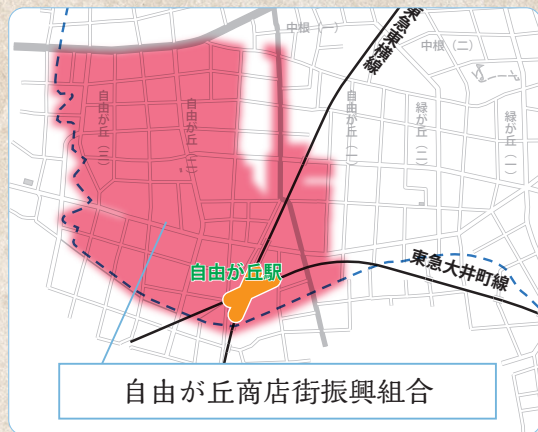 中根(一)
中根(二)
東急東横線
自由が丘(三)
自由が丘(二)
自由が丘(一)
緑が丘(二)
緑が丘(一)
自由が丘駅
東急大井町線
自由が丘商店街振興組合